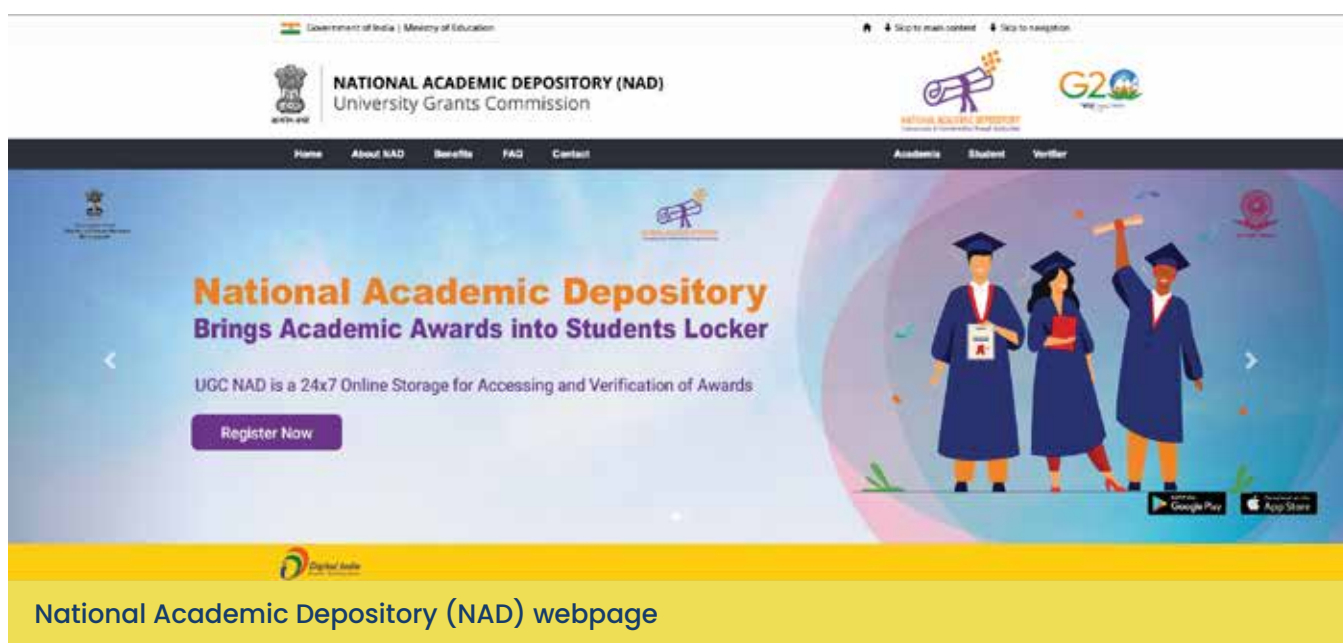 Government of India | Ministry of Education
Skip to main content Skip to navigation
NATIONAL ACADEMIC DEPOSITORY (NAD)
University Grants Commission
NATIONAL ACADEMIC DEPOSITORY
G20
Home About NAD Benefits FAQ Contact
Academia Student Verifier
National Academic Depository
Brings Academic Awards into Students Locker
UGC NAD is a 24x7 Online Storage for Accessing and Verification of Awards
Register Now
Google Play
App Store
Digital India
National Academic Depository (NAD) webpage